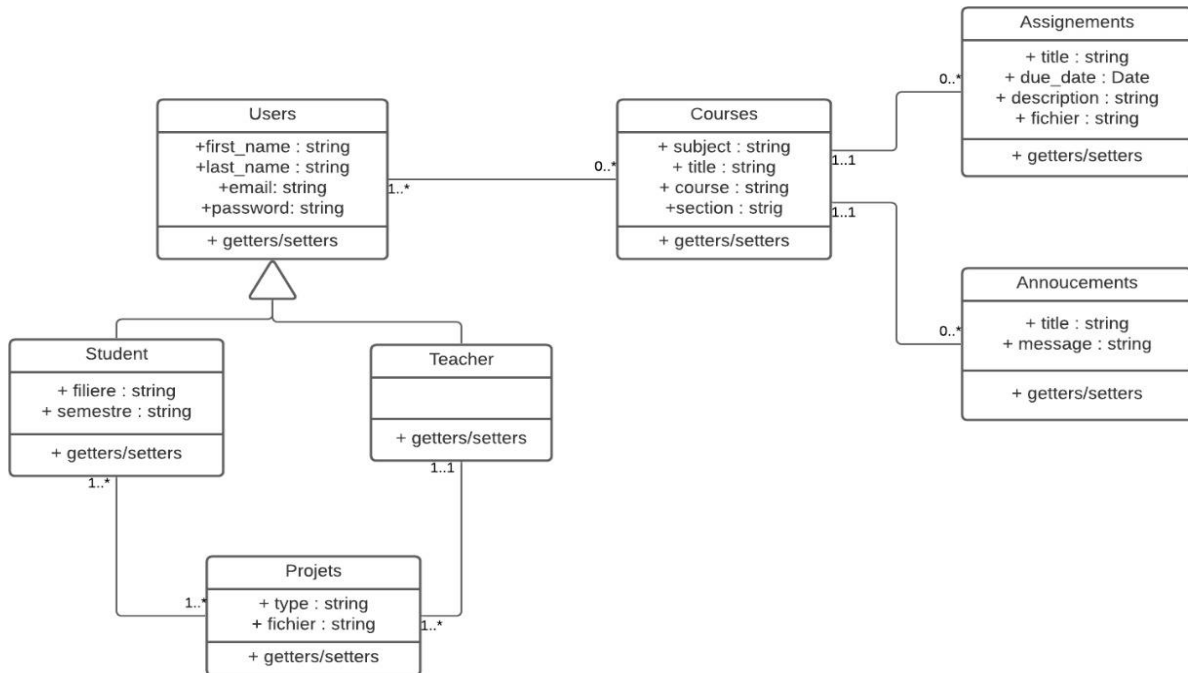 Assignements
+ title : string
+ due_date : Date
+ description : string
+ fichier : string
+ getters/setters
0..*
Users
+first_name : string
+last_name : string
+email: string
+password: string
+ getters/setters
1..*
0..*
Courses
+ subject : string
+ title : string
+ course : string
+section : strig
+ getters/setters
1..1
1..1
0..*
Annoucements
+ title : string
+ message : string
+ getters/setters
Student
+ filiere : string
+ semestre : string
+ getters/setters
1..*
Teacher
+ getters/setters
1..1
Projets
+ type : string
+ fichier : string
+ getters/setters
1..*
1..*